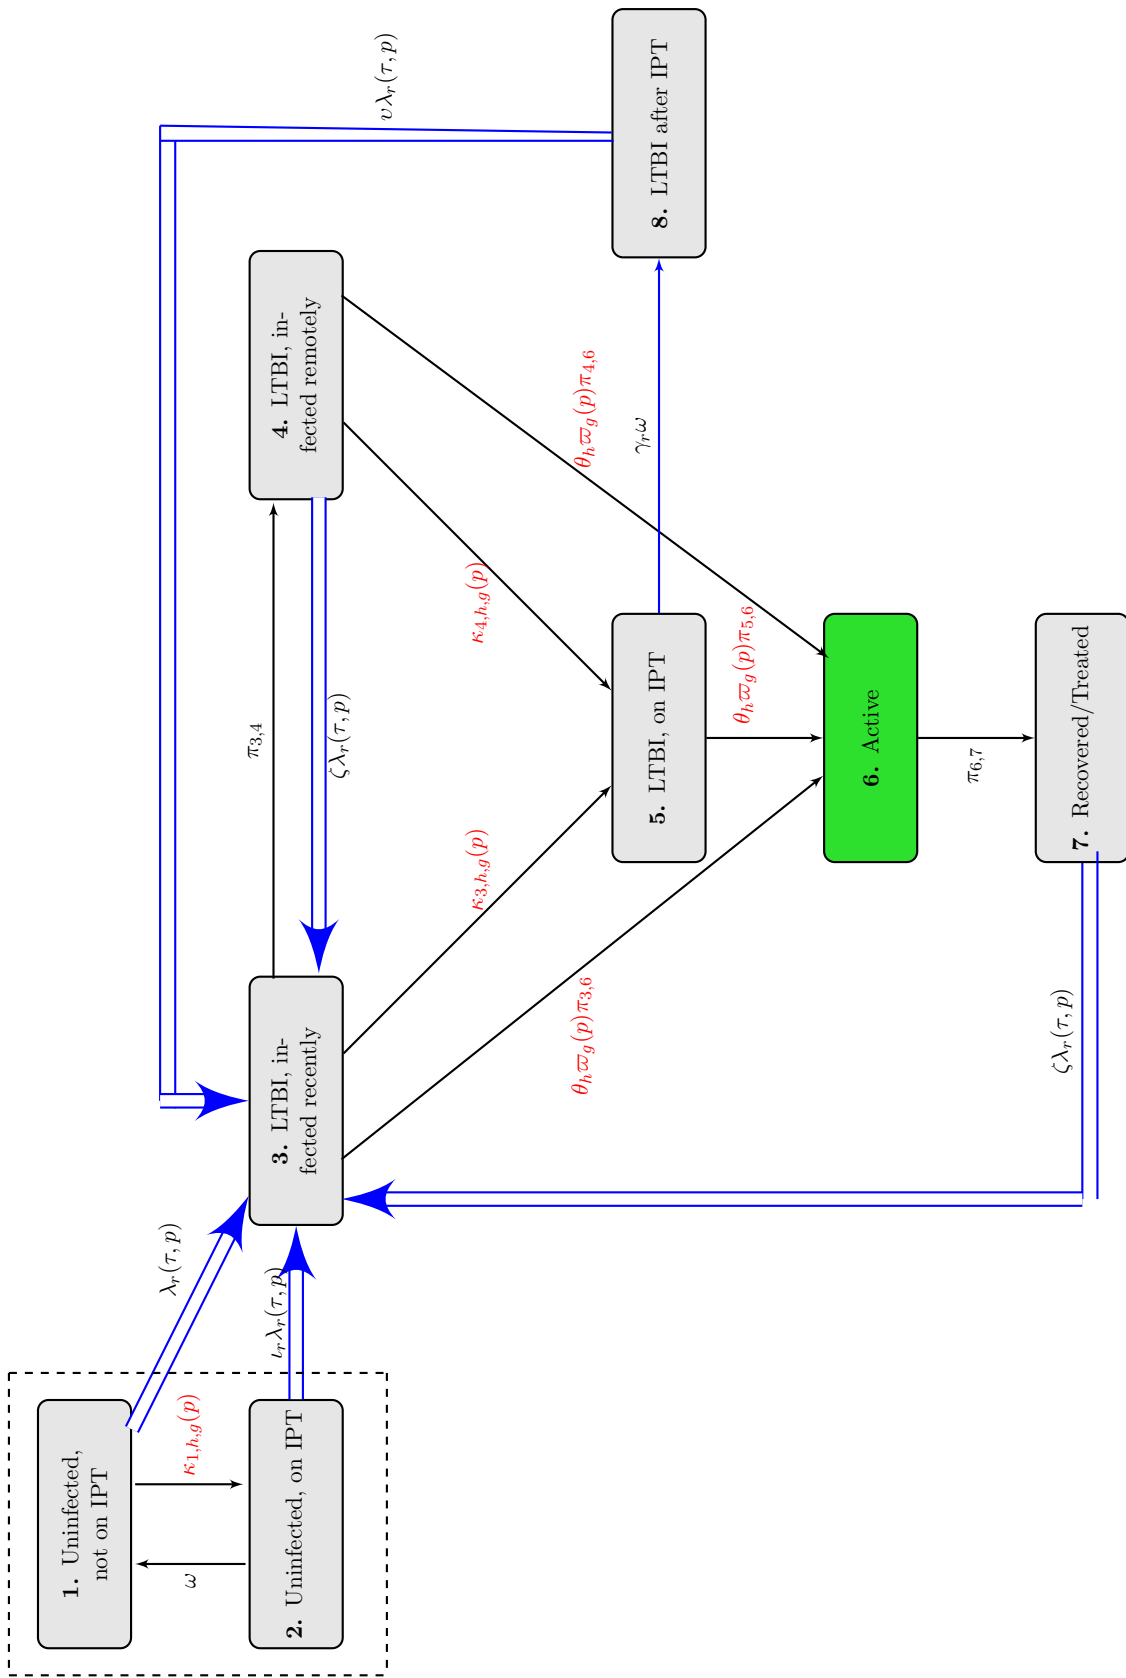 1. Uninfected,
not on IPT
κ1,h,g(p)
ω
2. Uninfected, on IPT
λr(τ, p)
ιrλr(τ, p)
3. LTBI, in-
fected recently
π3,4
ζλr(τ, p)
4. LTBI, in-
fected remotely
υλr(τ, p)
κ3,h,g(p)
κ4,h,g(p)
θhϖg(p)π3,6
θhϖg(p)π4,6
5. LTBI, on IPT
γrω
8. LTBI after IPT
θhϖg(p)π5,6
6. Active
π6,7
7. Recovered/Treated
ζλr(τ, p)